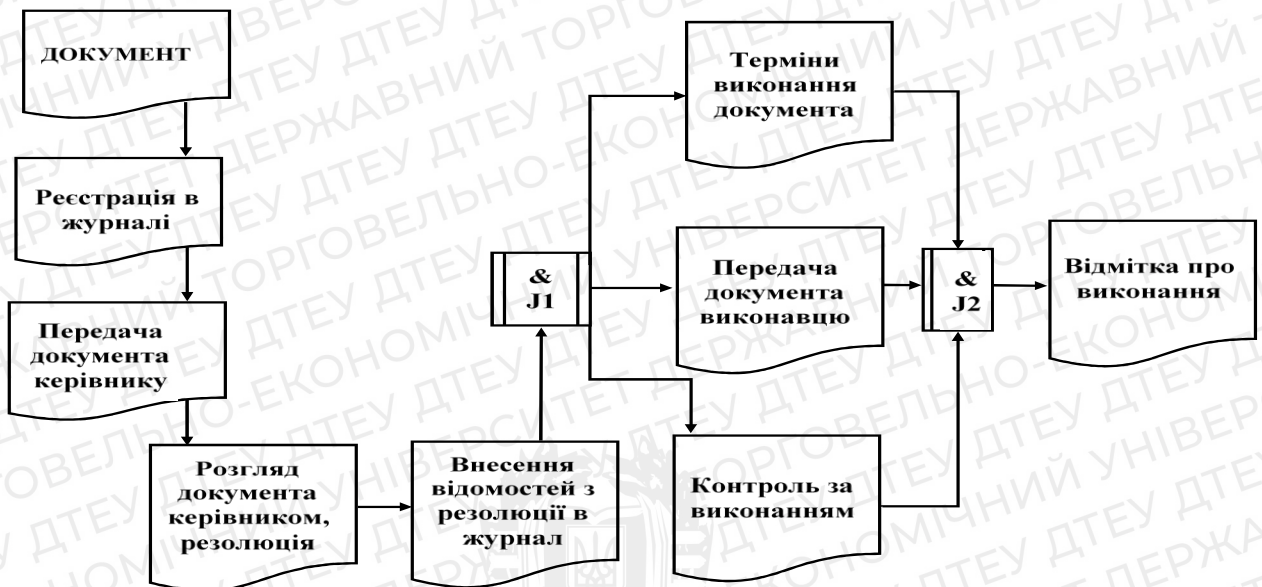 ДОКУМЕНТ
Реєстрація в
журналі
Передача
документа
керівнику
Розгляд
документа
керівником,
резолюція
Внесення
відомостей з
резолюції в
журнал
&
J1
Терміни
виконання
документа
Передача
документа
виконавцю
Контроль за
виконанням
&
J2
Відмітка про
виконання